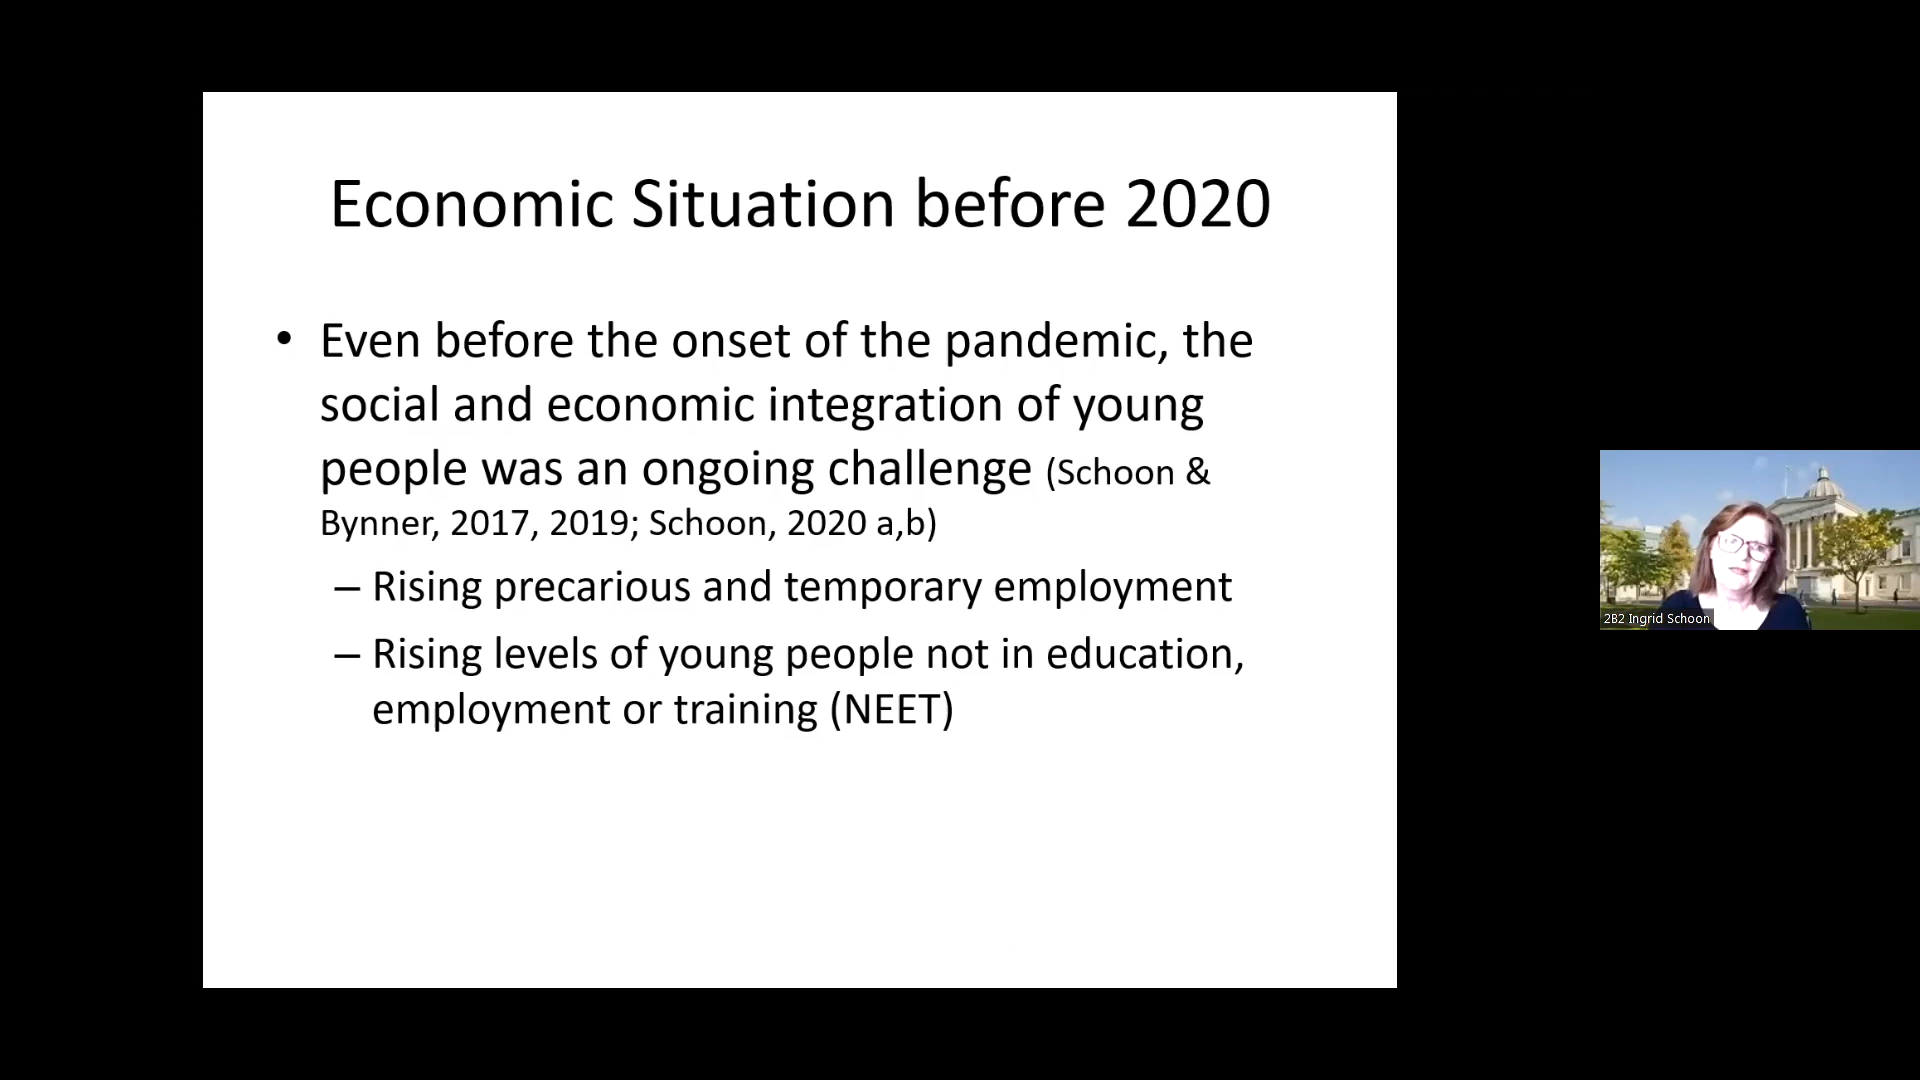 Economic Situation before 2020
• Even before the onset of the pandemic, the
social and economic integration of young
people was an ongoing challenge (Schoon &
Bynner, 2017, 2019; Schoon, 2020 a,b)
– Rising precarious and temporary employment
– Rising levels of young people not in education,
employment or training (NEET)
2B2 Ingrid Schoon